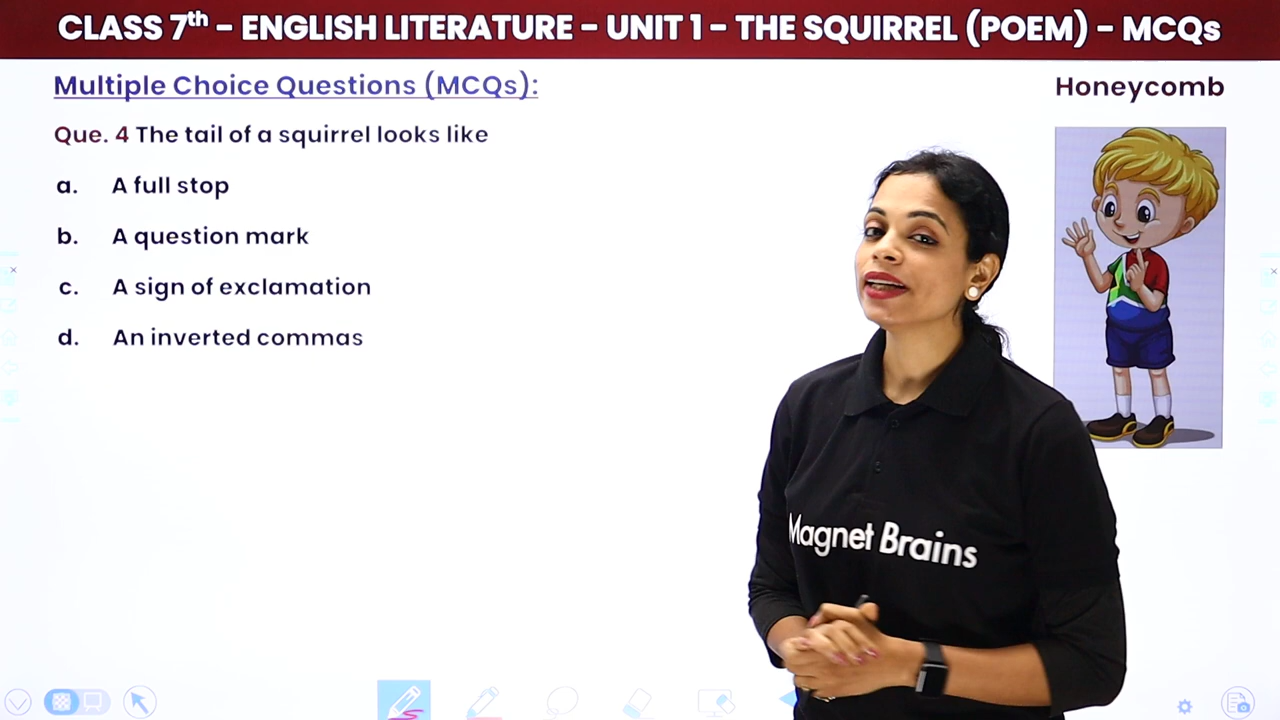 CLASS 7th - ENGLISH LITERATURE - UNIT 1 - THE SQUIRREL (POEM) - MCQs
Multiple Choice Questions (MCQs):
Honeycomb
Que. 4 The tail of a squirrel looks like
a. A full stop
b. A question mark
c. A sign of exclamation
d. An inverted commas
Magnet Brains